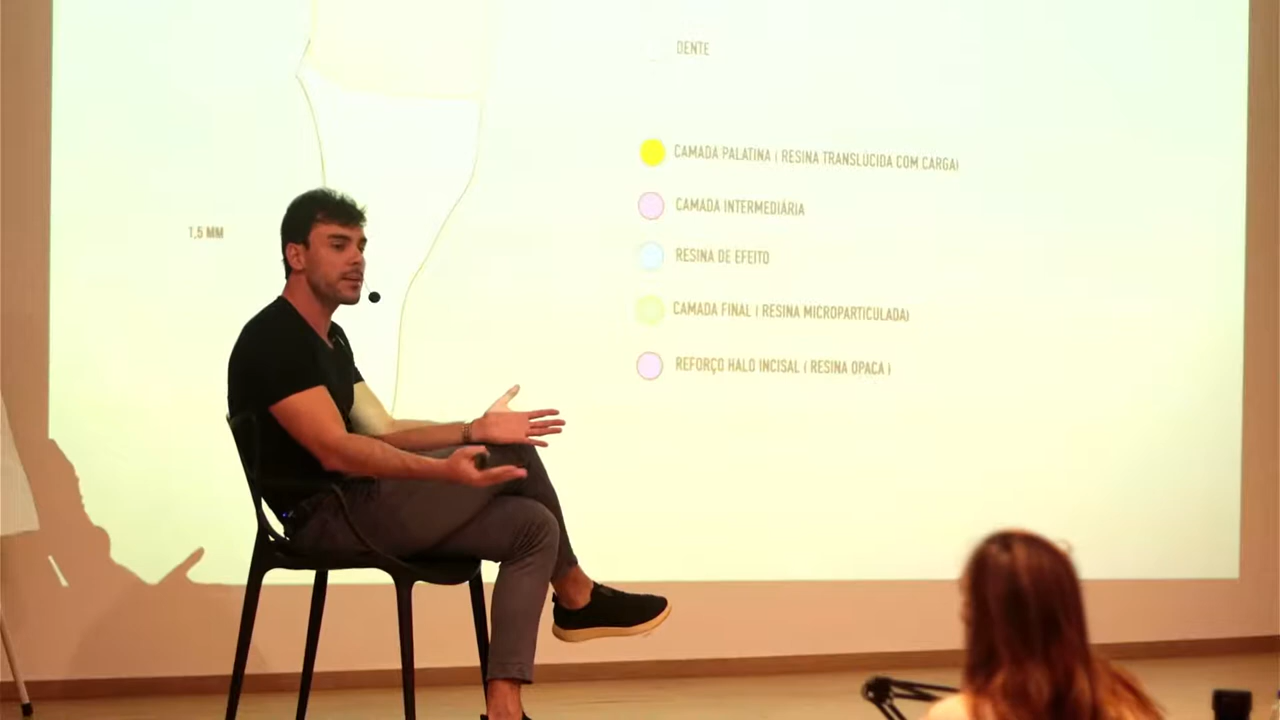 DENTE
CAMADA PALATINA ( RESINA TRANSLÚCIDA COM CARGA)
CAMADA INTERMEDIÁRIA
1,5 MM
RESINA DE EFEITO
CAMADA FINAL ( RESINA MICROPARTICULADA)
REFORÇO HALO INCISAL ( RESINA OPACA )